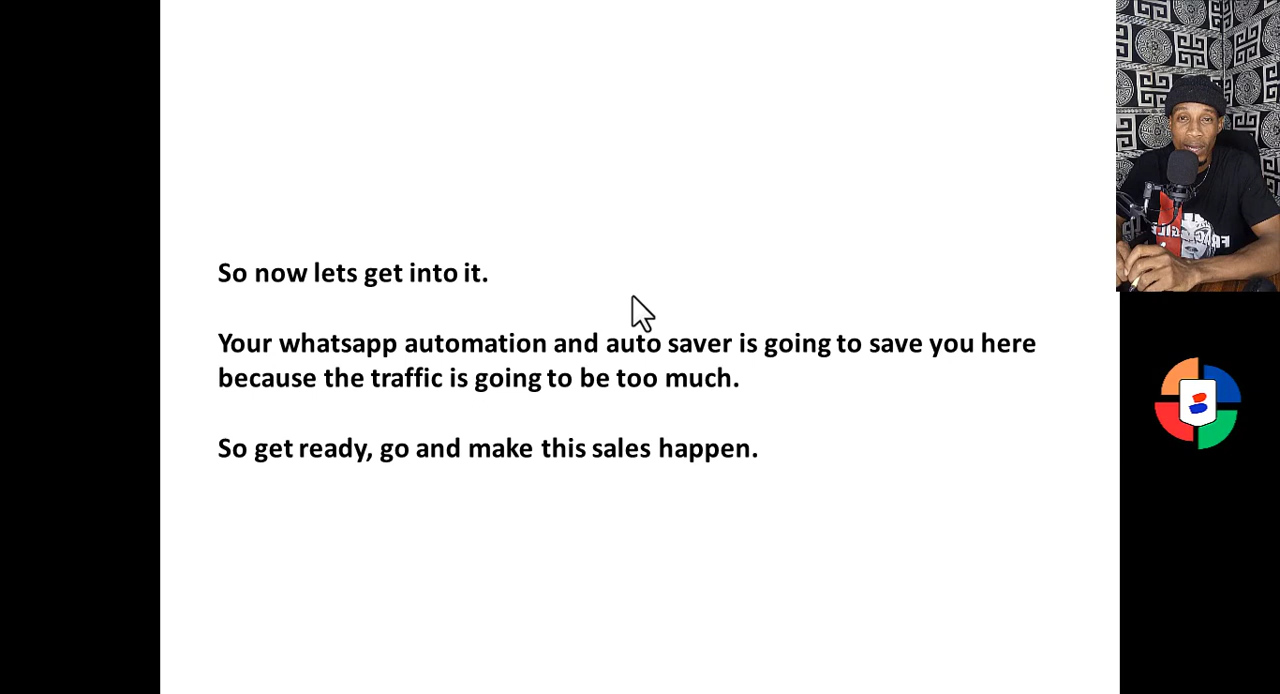 So now lets get into it.
Your whatsapp automation and auto saver is going to save you here
because the traffic is going to be too much.
So get ready, go and make this sales happen.